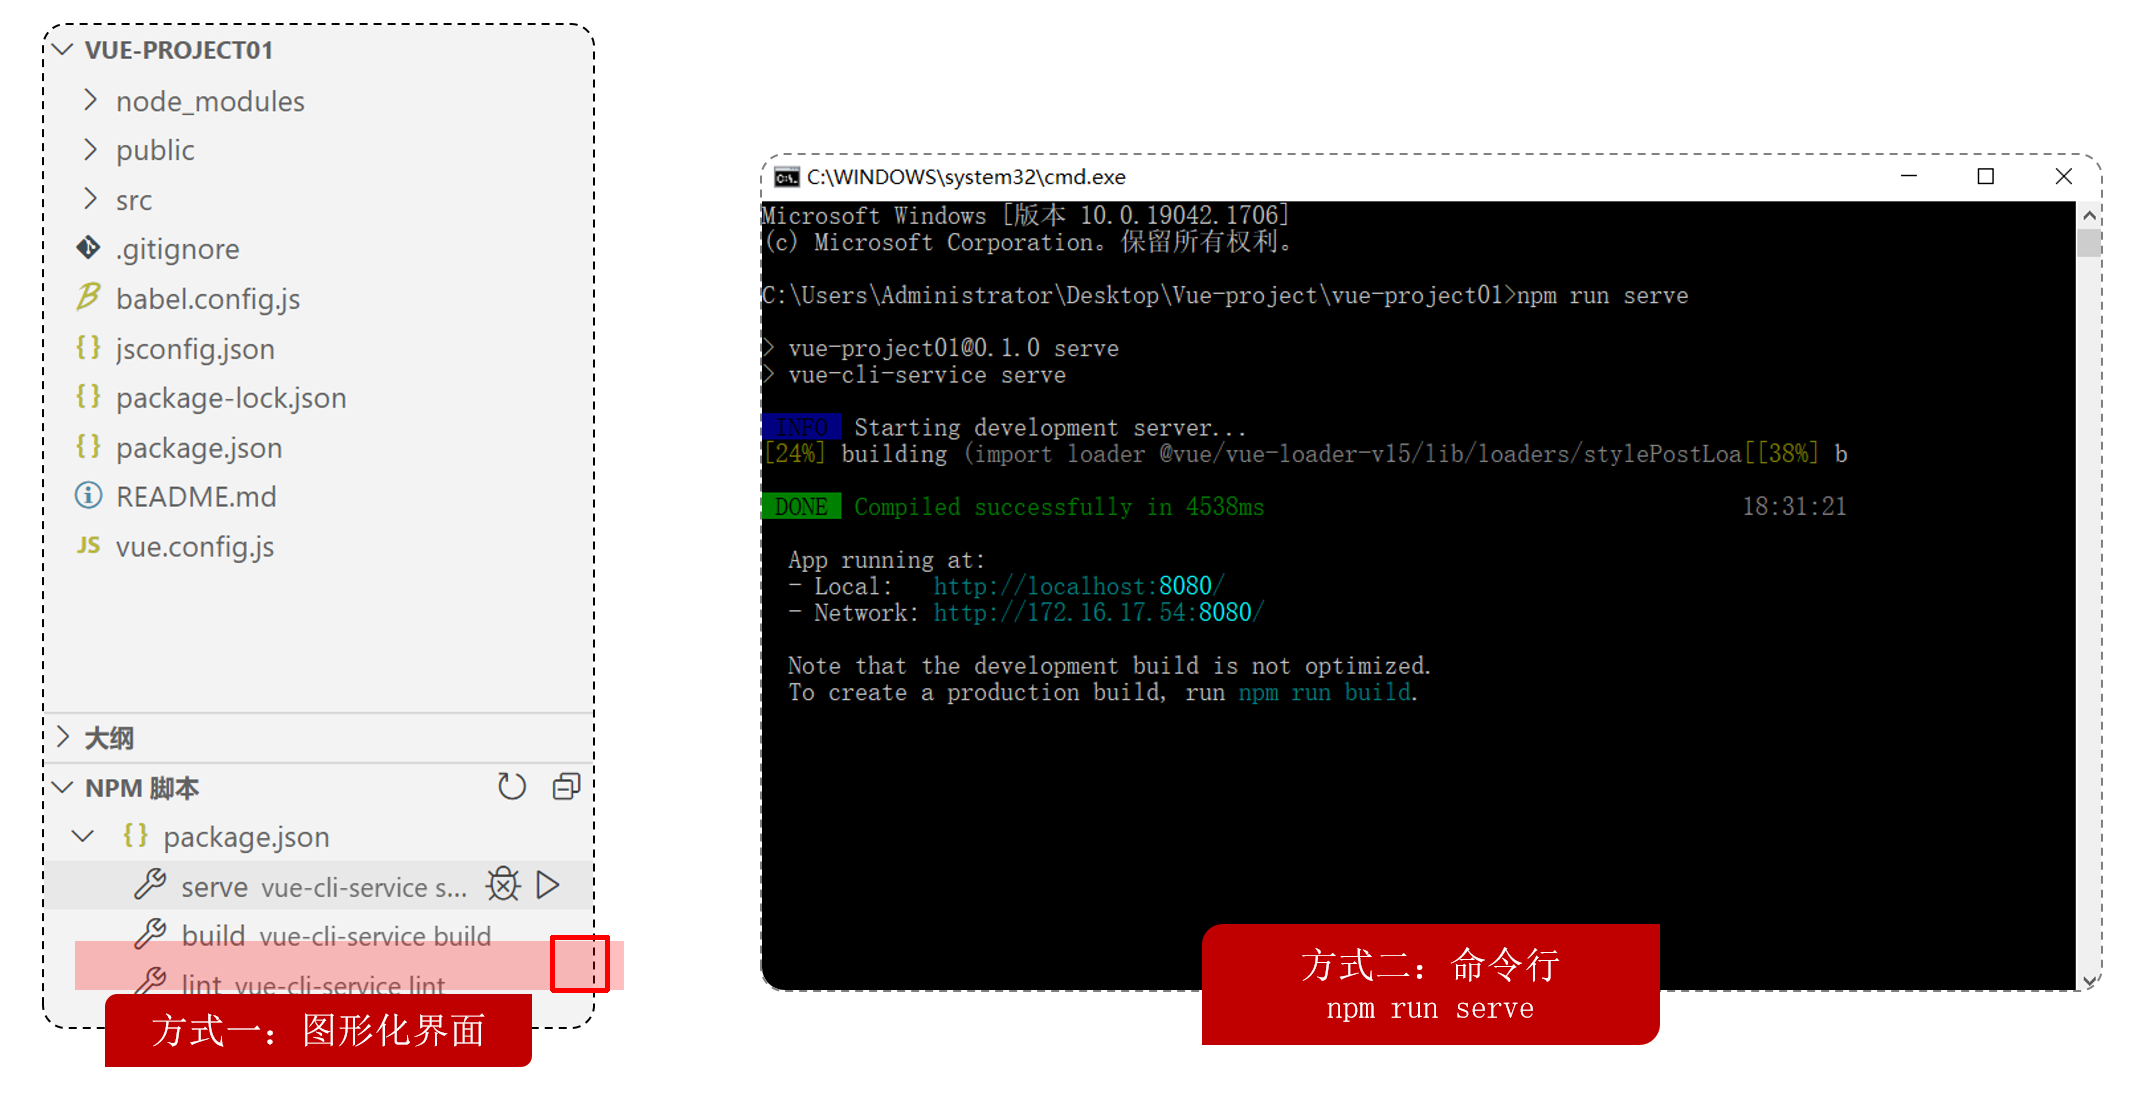 VUE-PROJECT01
node_modules
public
src
.gitignore
babel.config.js
jsconfig.json
package-lock.json
package.json
README.md
JS vue.config.js
大纲
NPM 脚本
package.json
serve vue-cli-service s...
build vue-cli-service build
lint vue-cli-service lint
方式一：图形化界面
C:\WINDOWS\system32\cmd.exe
Microsoft Windows [版本 10.0.19042.1706]
(c) Microsoft Corporation。保留所有权利。
C:\Users\Administrator\Desktop\Vue-project\vue-project01>npm run serve
> vue-project01@0.1.0 serve
> vue-cli-service serve
INFO Starting development server...
[24%] building (import loader @vue/vue-loader-v15/lib/loaders/stylePostLoa[[38%] b
DONE Compiled successfully in 4538ms 18:31:21
App running at:
- Local: http://localhost:8080/
- Network: http://172.16.17.54:8080/
Note that the development build is not optimized.
To create a production build, run npm run build.
方式二：命令行
npm run serve